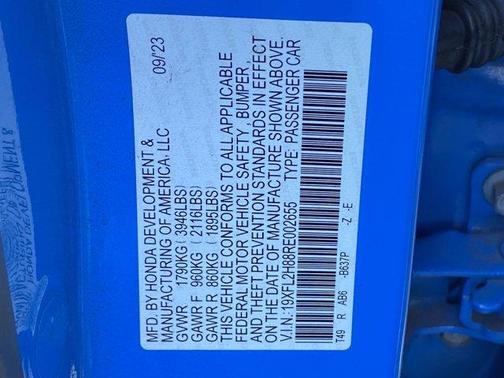 MFD. BY HONDA DEVELOPMENT & 09/23
MANUFACTURING OF AMERICA, LLC
GVWR 1790KG (3946LBS)
GAWR F 960KG (2116LBS)
GAWR R 860KG (1895LBS)
THIS VEHICLE CONFORMS TO ALL APPLICABLE
FEDERAL MOTOR VEHICLE SAFETY , BUMPER ,
AND THEFT PREVENTION STANDARDS IN EFFECT
ON THE DATE OF MANUFACTURE SHOWN ABOVE.
V.I.N.: 19XFL2H88RE002655 TYPE: PASSENGER CAR
T49 R AB6 -B637P -Z -E